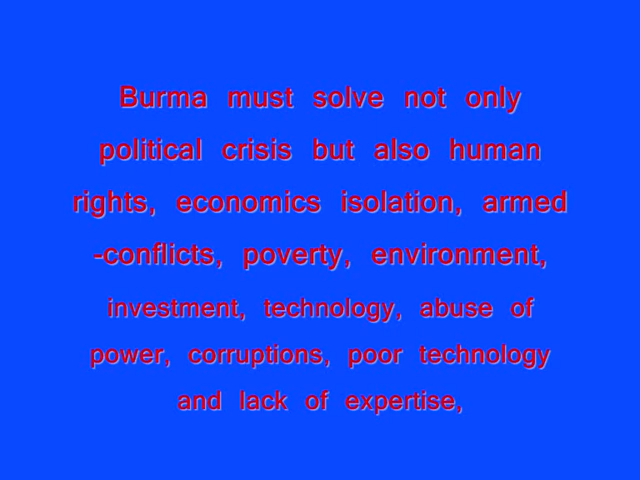 Burma must solve not only
political crisis but also human
rights, economics isolation, armed
-conflicts, poverty, environment,
investment, technology, abuse of
power, corruptions, poor technology
and lack of expertise,